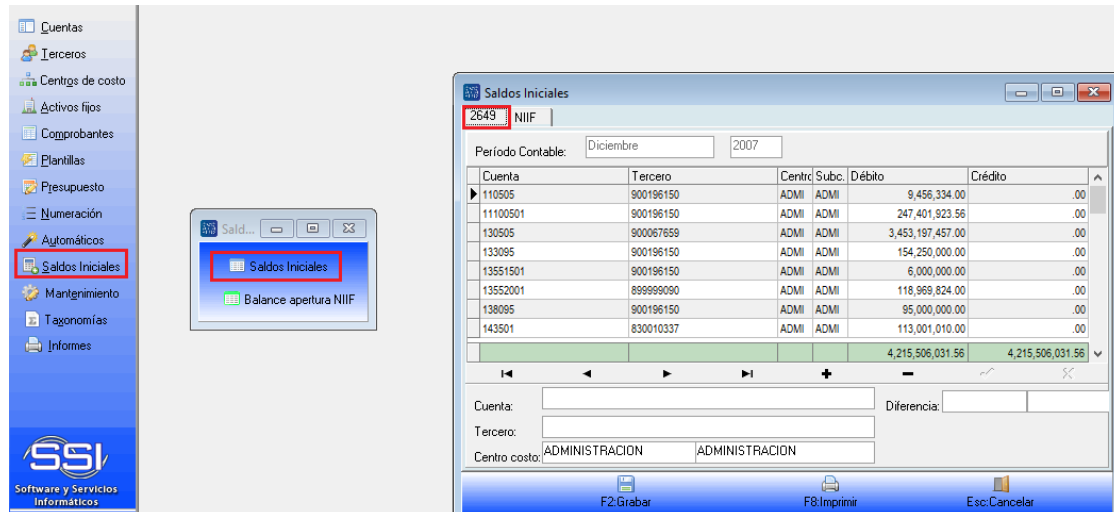 Cuentas
Terceros
Centros de costo
Activos fijos
Comprobantes
Plantillas
Presupuesto
Numeración
Automáticos
Saldos Iniciales
Mantenimiento
Taxonomías
Informes
SSI
Software y Servicios
Informáticos
Sald...
Saldos Iniciales
Balance apertura NIIF
Saldos Iniciales
2649 NIIF
Período Contable: Diciembre 2007
Cuenta Tercero Centro Subc. Débito Crédito
110505 900196150 ADMI ADMI 9,456,334.00 .00
11100501 900196150 ADMI ADMI 247,401,923.56 .00
130505 900067659 ADMI ADMI 3,453,197,457.00 .00
133095 900196150 ADMI ADMI 154,250,000.00 .00
13551501 900196150 ADMI ADMI 6,000,000.00 .00
13552001 899999090 ADMI ADMI 118,969,824.00 .00
138095 900196150 ADMI ADMI 95,000,000.00 .00
143501 830010337 ADMI ADMI 113,001,010.00 .00
4,215,506,031.56 4,215,506,031.56
Cuenta: Diferencia:
Tercero:
Centro costo: ADMINISTRACION ADMINISTRACION
F2:Grabar F8:Imprimir Esc:Cancelar